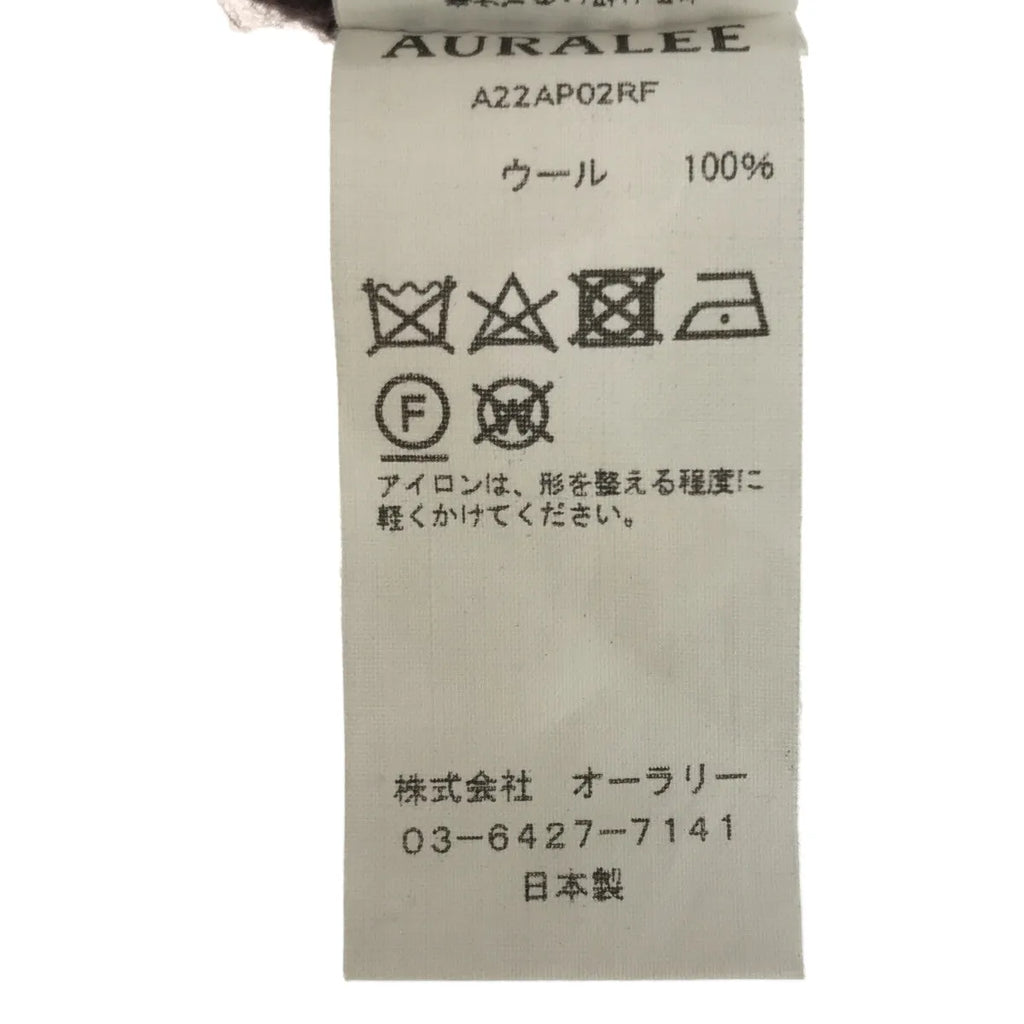 AURALEE
A22AP02RF
ウール 100%
F W
アイロンは、形を整える程度に
軽くかけてください。
株式会社 オーラリー
03-6427-7141
日本製